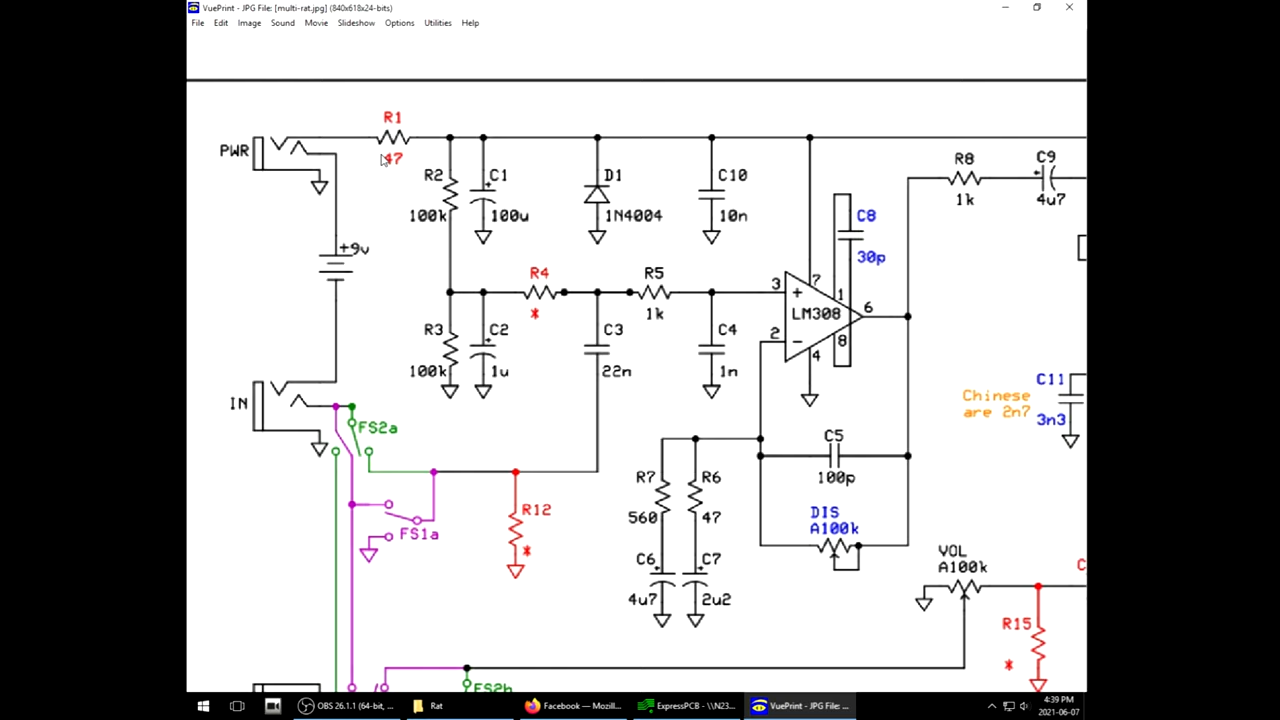 VuePrint - JPG File: [multi-rat.jpg] (840x618x24-bits)
File Edit Image Sound Movie Slideshow Options Utilities Help
R1
47
PWR
R2
100k
C1
100u
D1
1N4004
C10
10n
C8
30p
R8
1k
C9
4u7
+9v
R4
*
R5
1k
3
+
7
1
LM308
6
2
-
4
8
R3
100k
C2
1u
C3
22n
C4
1n
C11
3n3
Chinese
are 2n7
IN
FS2a
FS1a
R12
*
C5
100p
R7
560
R6
47
DIS
A100k
C6
4u7
C7
2u2
VOL
A100k
R15
*
FS2b
OBS 26.1.1 (64-bit, ...
Rat
Facebook — Mozill...
ExpressPCB - \\N23...
VuePrint - JPG File: ...
4:39 PM
2021-06-07